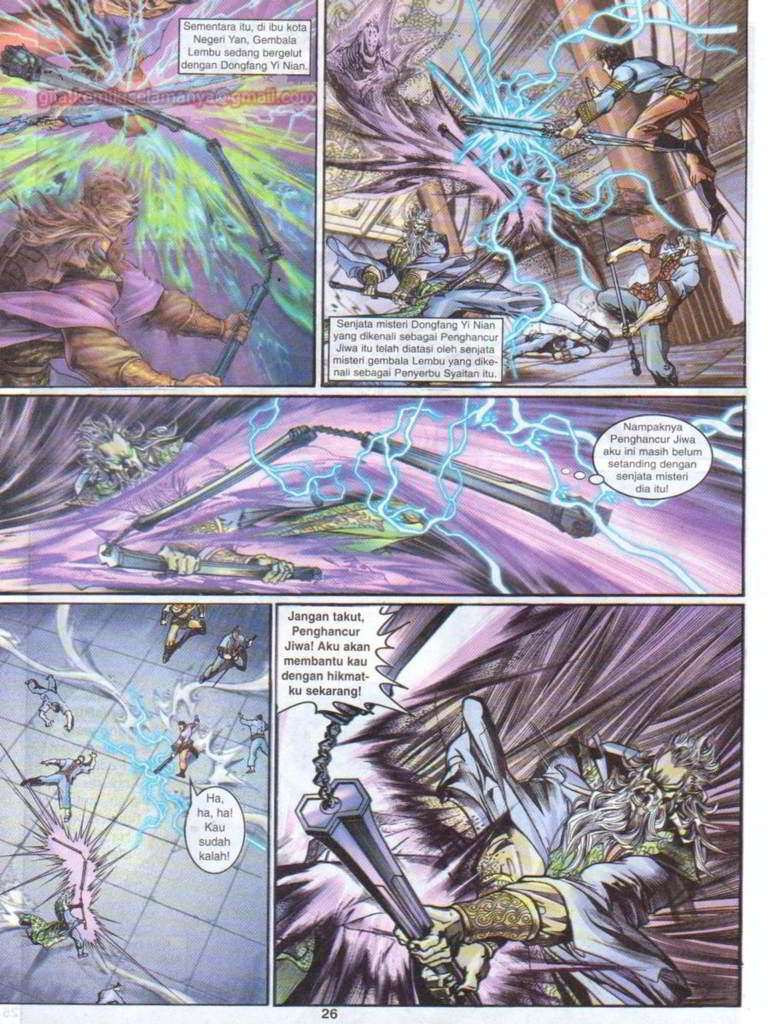 Sementara itu, di ibu kota
Negeri Yan, Gembala
Lembu sedang bergelut
dengan Dongfang Yi Nian.
Senjata misteri Dongfang Yi Nian
yang dikenali sebagai Penghancur
Jiwa itu telah diatasi oleh senjata
misteri gembala Lembu yang dike-
nali sebagai Penyerbu Syaitan itu.
Nampaknya
Penghancur Jiwa
aku ini masih belum
setanding dengan
senjata misteri
dia itu!
Ha,
ha, ha!
Kau
sudah
kalah!
Jangan takut,
Penghancur
Jiwa! Aku akan
membantu kau
dengan hikmat-
ku sekarang!
26